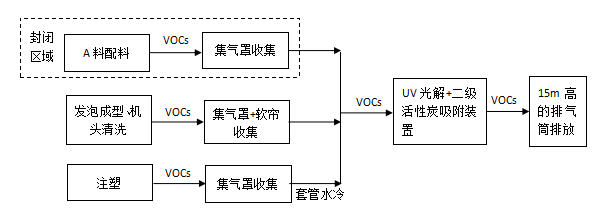 封闭
区域
A 料配料
VOCs
集气罩收集
发泡成型、机
头清洗
VOCs
集气罩+软帘
收集
注塑
VOCs
集气罩收集
套管水冷
VOCs
UV 光解+二级
活性炭吸附装
置
VOCs
15m 高
的排气
筒排放